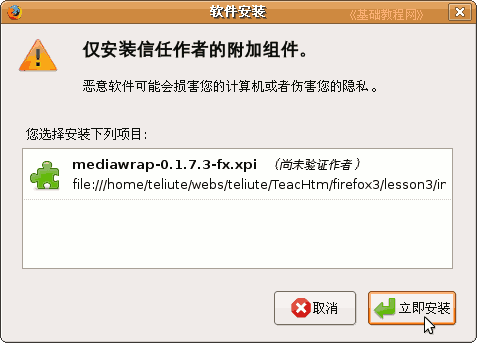 软件安装
《基础教程网》
仅安装信任作者的附加组件。
恶意软件可能会损害您的计算机或者伤害您的隐私。
您选择安装下列项目:
mediawrap-0.1.7.3-fx.xpi （尚未验证作者）
file:///home/teliute/webs/teliute/TeacHtm/firefox3/lesson3/in
取消
立即安装